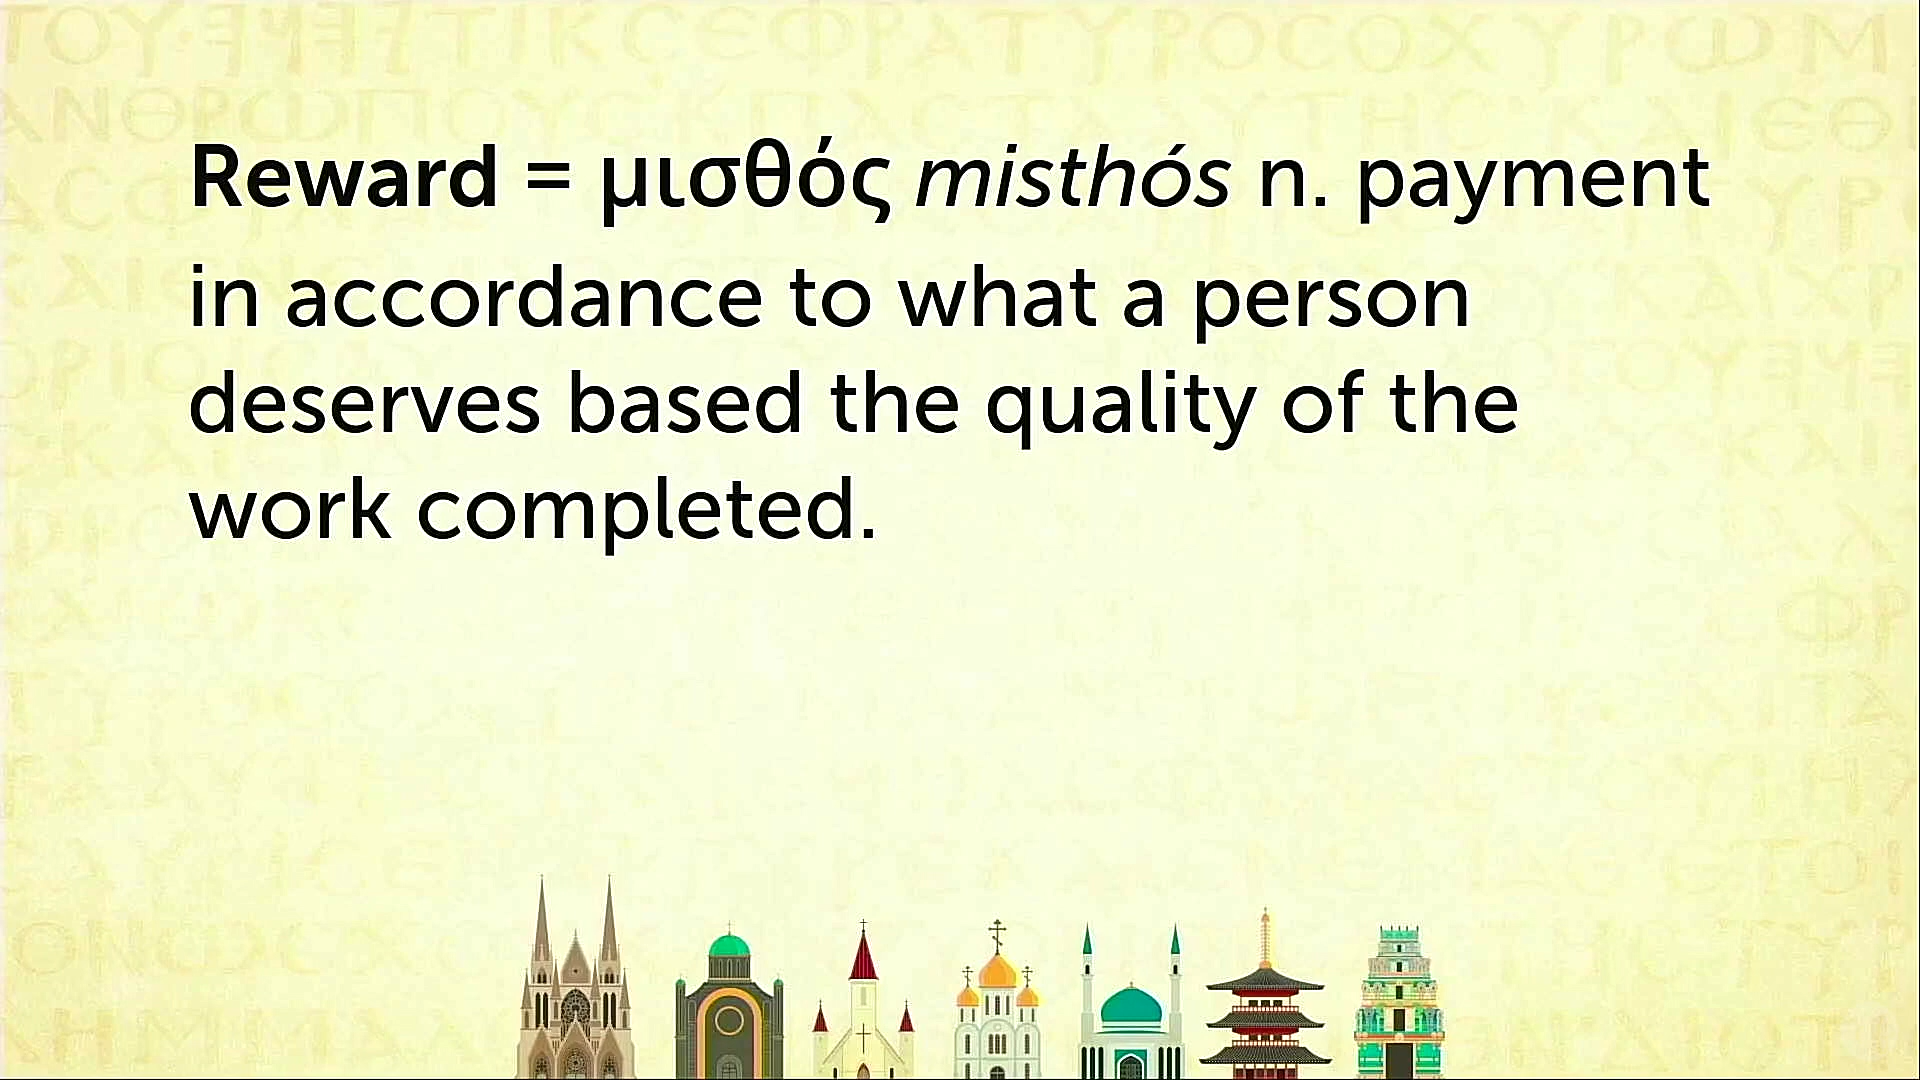 Reward = μισθός misthós n. payment
in accordance to what a person
deserves based the quality of the
work completed.